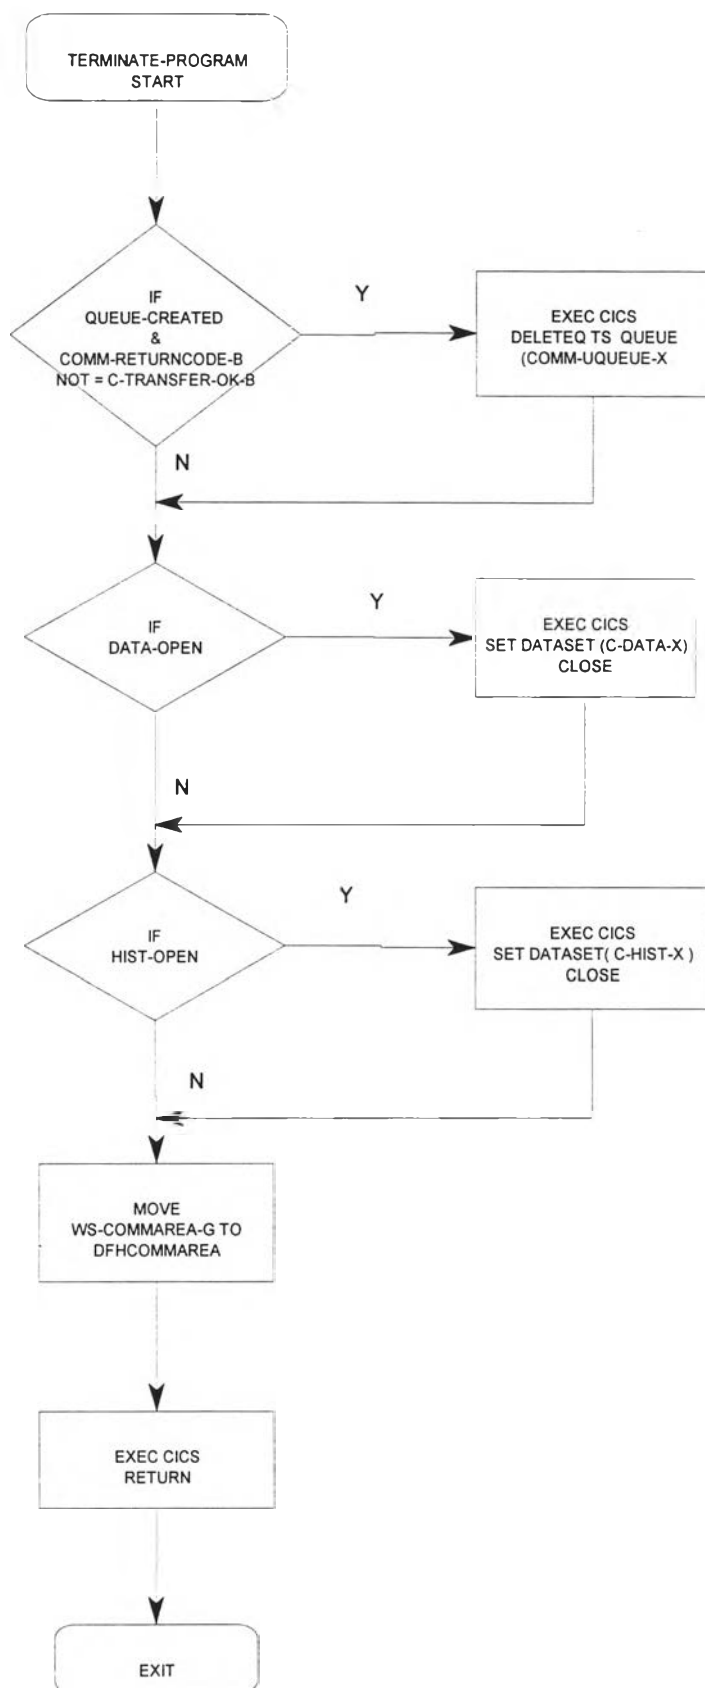 TERMINATE-PROGRAM
START
IF
QUEUE-CREATED
&
COMM-RETURNCODE-B
NOT = C-TRANSFER-OK-B
Y
EXEC CICS
DELETEQ TS QUEUE
(COMM-UQUEUE-X
N
IF
DATA-OPEN
Y
EXEC CICS
SET DATASET (C-DATA-X)
CLOSE
N
IF
HIST-OPEN
Y
EXEC CICS
SET DATASET( C-HIST-X )
CLOSE
N
MOVE
WS-COMMAREA-G TO
DFHCOMMAREA
EXEC CICS
RETURN
EXIT